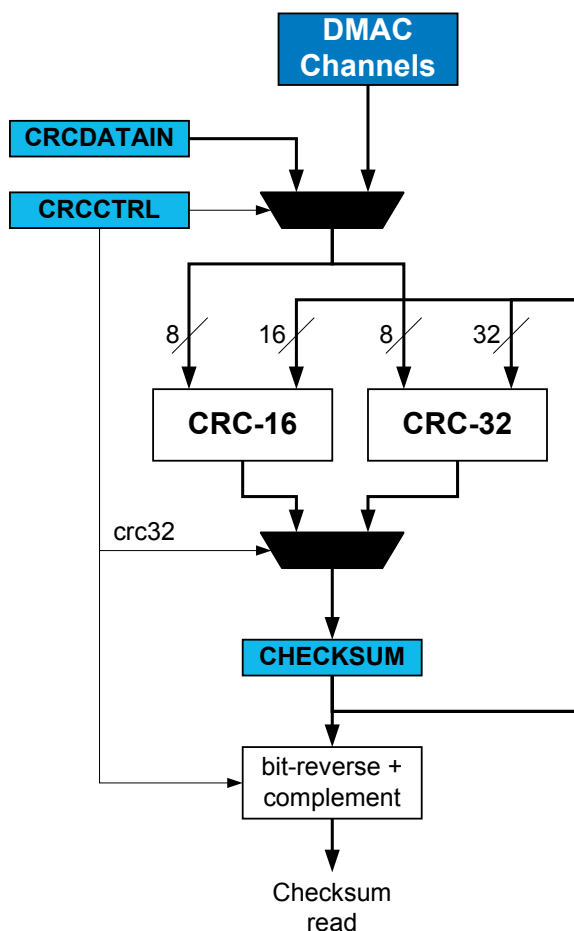 DMAC
Channels
CRCDATAIN
CRCCTRL
8
16
8
32
CRC-16
CRC-32
crc32
CHECKSUM
bit-reverse +
complement
Checksum
read